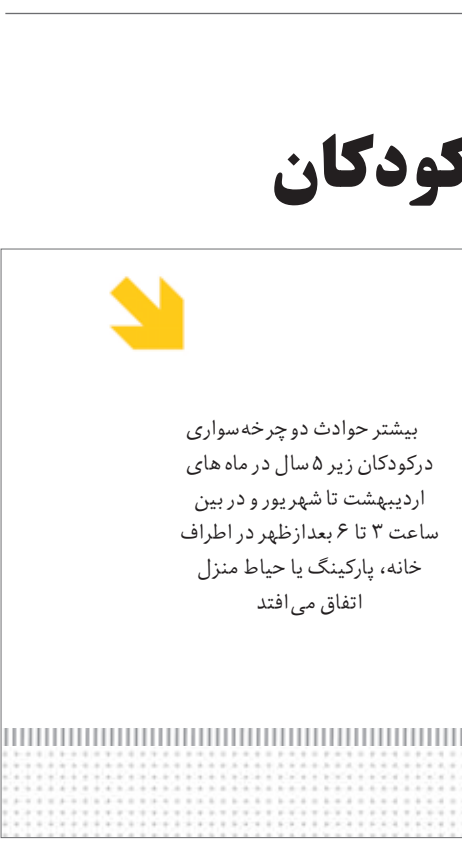 کودکان
بیشتر حوادث دوچرخه‌سواری
درکودکان زیر ۵ سال در ماه های
اردیبهشت تا شهریور و در بین
ساعت ۳ تا ۶ بعدازظهر در اطراف
خانه، پارکینگ یا حیاط منزل
اتفاق می‌افتد